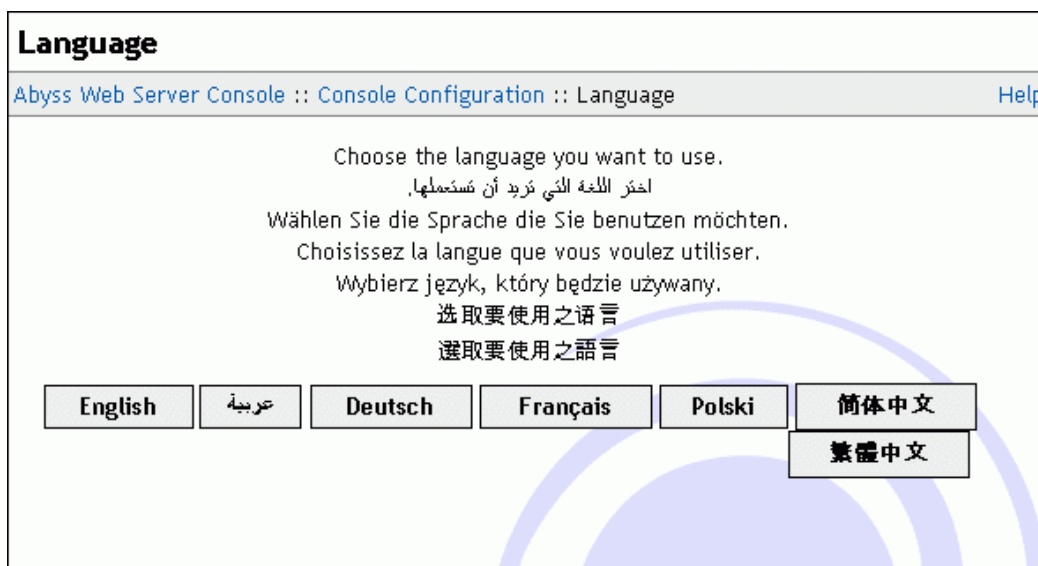 Language
Abyss Web Server Console :: Console Configuration :: Language Help
Choose the language you want to use.
اختر اللغة التي تريد أن تستعملها.
Wählen Sie die Sprache die Sie benutzen möchten.
Choisissez la langue que vous voulez utiliser.
Wybierz język, który będzie używany.
选取要使用之语言
選取要使用之語言
English عربية Deutsch Français Polski 简体中文
繁體中文